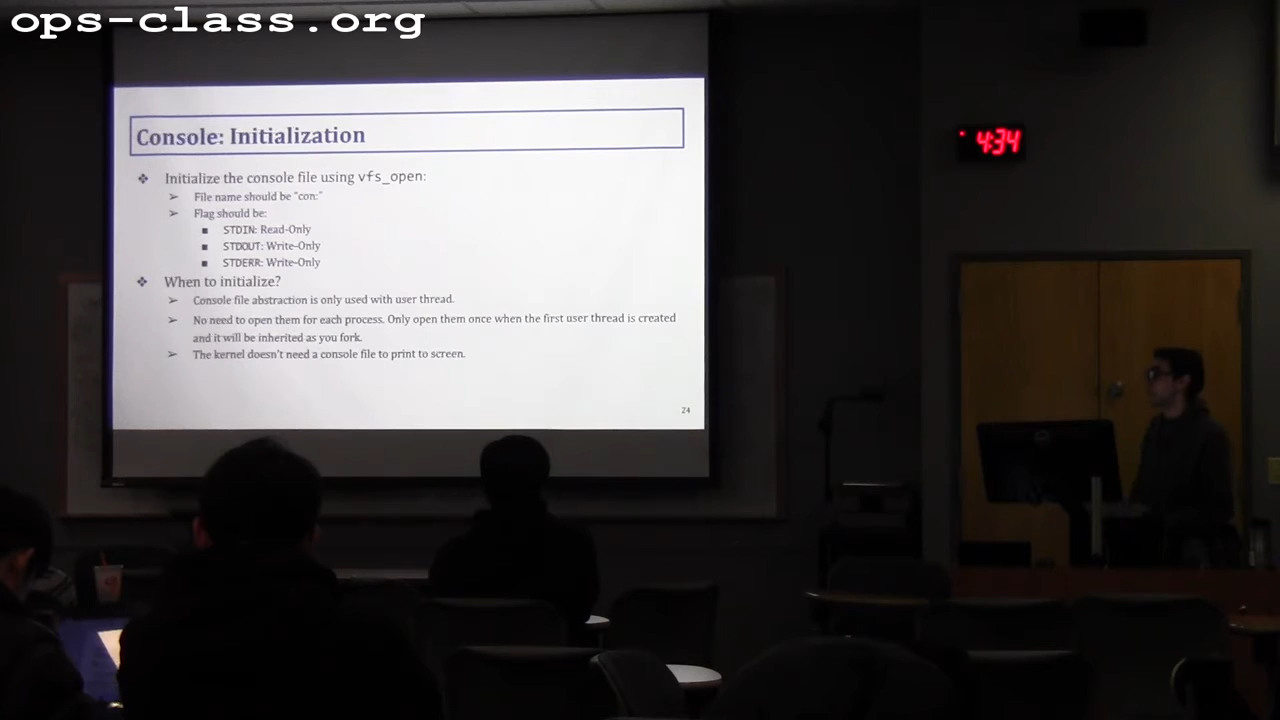 ops-class.org
Console: Initialization
❖ Initialize the console file using vfs_open:
➢ File name should be "con:"
➢ Flag should be:
■ STDIN: Read-Only
■ STDOUT: Write-Only
■ STDERR: Write-Only
❖ When to initialize?
➢ Console file abstraction is only used with user thread.
➢ No need to open them for each process. Only open them once when the first user thread is created
and it will be inherited as you fork.
➢ The kernel doesn't need a console file to print to screen.
24
4:34